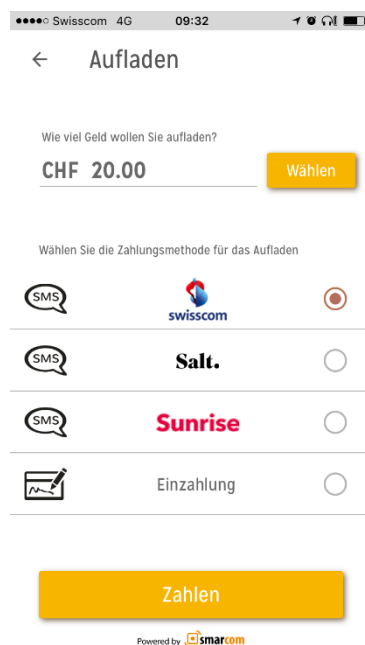 Swisscom 4G 09:32
Aufladen
Wie viel Geld wollen Sie aufladen?
CHF 20.00 Wählen
Wählen Sie die Zahlungsmethode für das Aufladen
SMS swisscom
SMS Salt.
SMS Sunrise
Einzahlung
Zahlen
Powered by smarcom